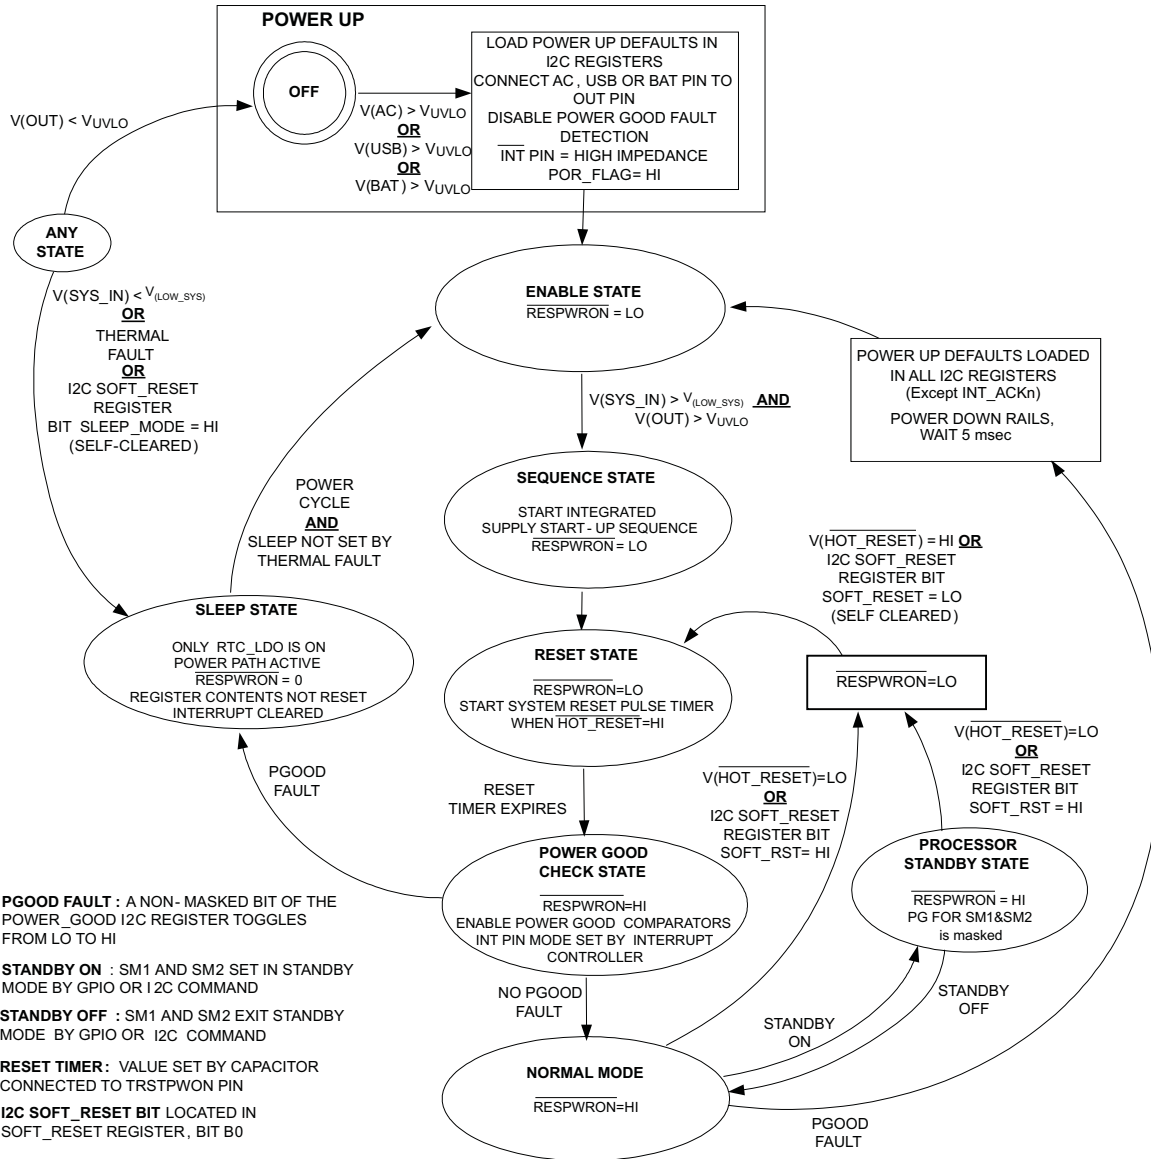 POWER UP
OFF
V(AC) > VUVLO
OR
V(USB) > VUVLO
OR
V(BAT) > VUVLO
LOAD POWER UP DEFAULTS IN
I2C REGISTERS
CONNECT AC, USB OR BAT PIN TO
OUT PIN
DISABLE POWER GOOD FAULT
DETECTION
INT PIN = HIGH IMPEDANCE
POR_FLAG= HI
V(OUT) < VUVLO
ANY
STATE
V(SYS_IN) < V(LOW_SYS)
OR
THERMAL
FAULT
OR
I2C SOFT_RESET
REGISTER
BIT SLEEP_MODE = HI
(SELF-CLEARED)
ENABLE STATE
RESPWRON = LO
POWER UP DEFAULTS LOADED
IN ALL I2C REGISTERS
(Except INT_ACKn)
POWER DOWN RAILS,
WAIT 5 msec
V(SYS_IN) > V(LOW_SYS) AND
V(OUT) > VUVLO
POWER
CYCLE
AND
SLEEP NOT SET BY
THERMAL FAULT
SEQUENCE STATE
START INTEGRATED
SUPPLY START-UP SEQUENCE
RESPWRON = LO
V(HOT_RESET) = HI OR
I2C SOFT_RESET
REGISTER BIT
SOFT_RESET = LO
(SELF CLEARED)
SLEEP STATE
ONLY RTC_LDO IS ON
POWER PATH ACTIVE
RESPWRON = 0
REGISTER CONTENTS NOT RESET
INTERRUPT CLEARED
RESET STATE
RESPWRON=LO
START SYSTEM RESET PULSE TIMER
WHEN HOT_RESET=HI
RESPWRON=LO
PGOOD
FAULT
RESET
TIMER EXPIRES
V(HOT_RESET)=LO
OR
I2C SOFT_RESET
REGISTER BIT
SOFT_RST= HI
V(HOT_RESET)=LO
OR
I2C SOFT_RESET
REGISTER BIT
SOFT_RST = HI
POWER GOOD
CHECK STATE
RESPWRON=HI
ENABLE POWER GOOD COMPARATORS
INT PIN MODE SET BY INTERRUPT
CONTROLLER
PROCESSOR
STANDBY STATE
RESPWRON = HI
PG FOR SM1&SM2
is masked
NO PGOOD
FAULT
STANDBY
ON
STANDBY
OFF
NORMAL MODE
RESPWRON=HI
PGOOD
FAULT
PGOOD FAULT : A NON- MASKED BIT OF THE
POWER_GOOD I2C REGISTER TOGGLES
FROM LO TO HI
STANDBY ON : SM1 AND SM2 SET IN STANDBY
MODE BY GPIO OR I2C COMMAND
STANDBY OFF : SM1 AND SM2 EXIT STANDBY
MODE BY GPIO OR I2C COMMAND
RESET TIMER: VALUE SET BY CAPACITOR
CONNECTED TO TRSTPWON PIN
I2C SOFT_RESET BIT LOCATED IN
SOFT_RESET REGISTER, BIT B0